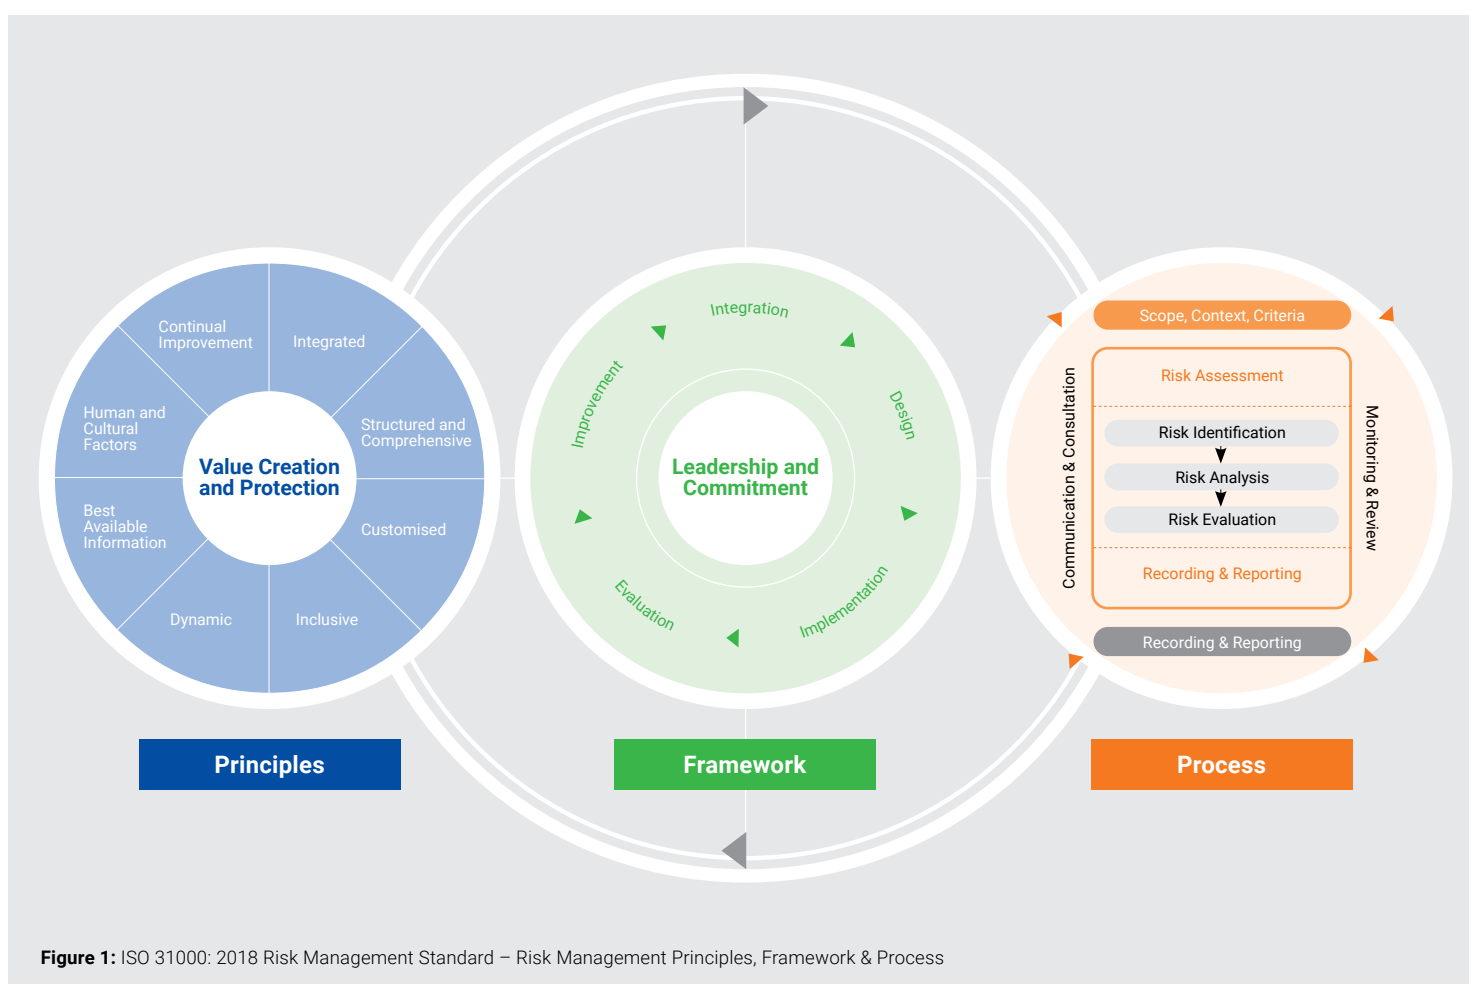 Continual
Improvement
Integrated
Human and
Cultural
Factors
Structured and
Comprehensive
Value Creation
and Protection
Best
Available
Information
Customised
Dynamic
Inclusive
Principles
Integration
Improvement
Design
Leadership and
Commitment
Evaluation
Implementation
Framework
Scope, Context, Criteria
Communication & Consultation
Risk Assessment
Risk Identification
Risk Analysis
Risk Evaluation
Recording & Reporting
Monitoring & Review
Recording & Reporting
Process
Figure 1: ISO 31000: 2018 Risk Management Standard – Risk Management Principles, Framework & Process